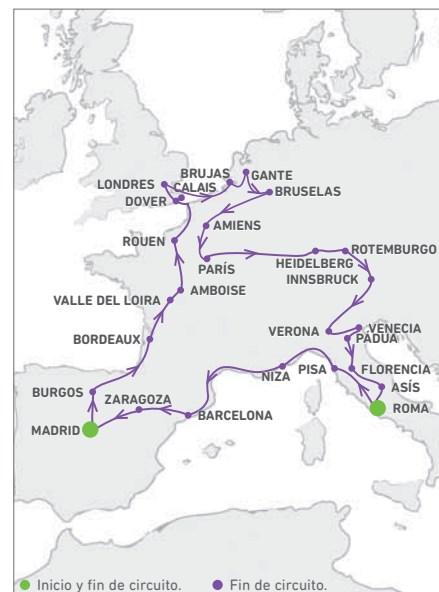 BRUJAS
GANTE
LONDRES
CALAIS
BRUSELAS
DOVER
AMIENS
ROUEN
ROTEMBURGO
PARÍS
HEIDELBERG
INNSBRUCK
AMBOISE
VALLE DEL LOIRA
VENECIA
VERONA
PÁDUA
BORDEAUX
NIZA
PISA
FLORENCIA
ASÍS
BURGOS
ZARAGOZA
ROMA
BARCELONA
MADRID
Inicio y fin de circuito.
Fin de circuito.